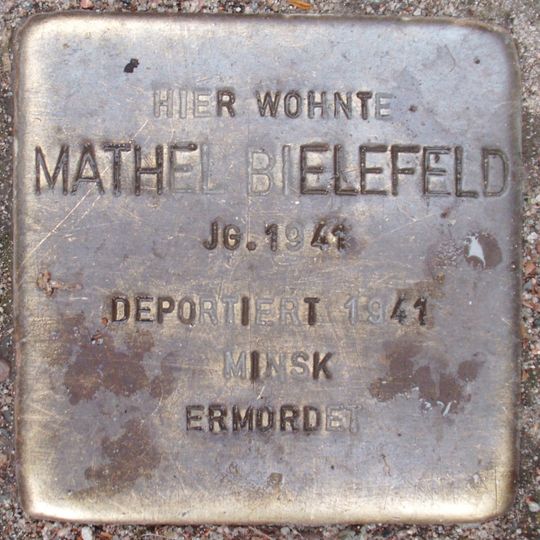 HIER WOHNTE
MATHEL BIELEFELD
JG. 1941
DEPORTIERT 1941
MINSK
ERMORDET